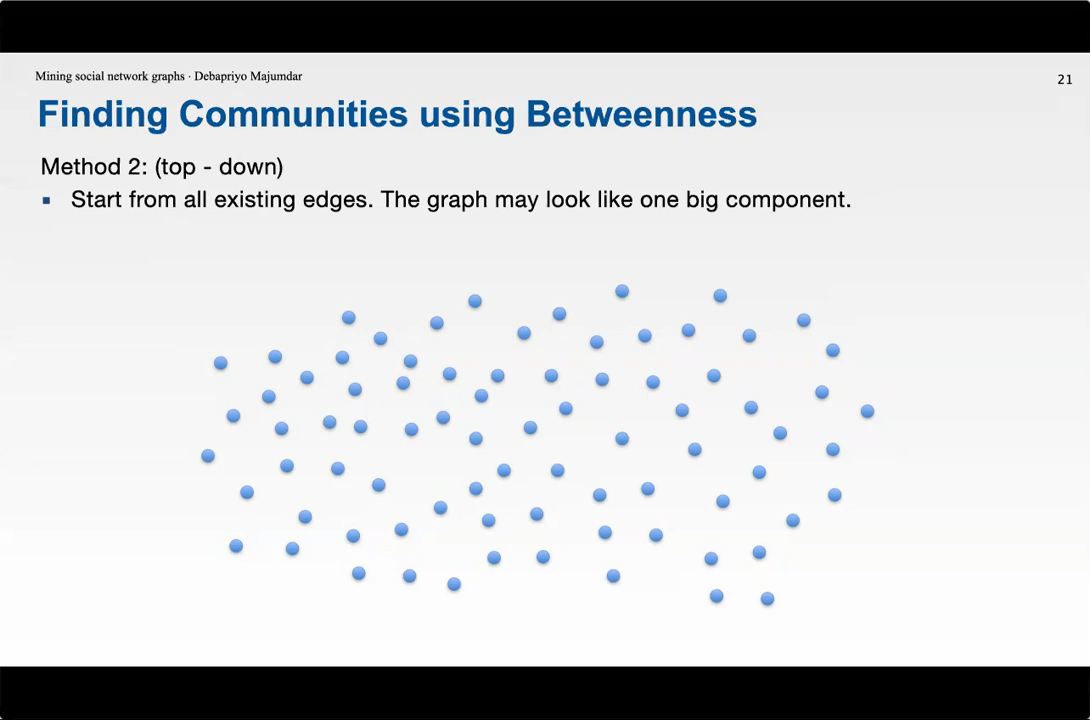 Mining social network graphs · Debapriyo Majumdar
21
Finding Communities using Betweenness
Method 2: (top - down)
▪ Start from all existing edges. The graph may look like one big component.